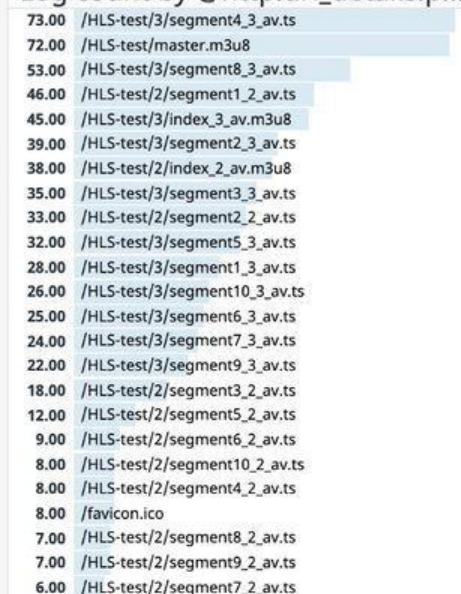 73.00 /HLS-test/3/segment4_3_av.ts
72.00 /HLS-test/master.m3u8
53.00 /HLS-test/3/segment8_3_av.ts
46.00 /HLS-test/2/segment1_2_av.ts
45.00 /HLS-test/3/index_3_av.m3u8
39.00 /HLS-test/3/segment2_3_av.ts
38.00 /HLS-test/2/index_2_av.m3u8
35.00 /HLS-test/3/segment3_3_av.ts
33.00 /HLS-test/2/segment2_2_av.ts
32.00 /HLS-test/3/segment5_3_av.ts
28.00 /HLS-test/3/segment1_3_av.ts
26.00 /HLS-test/3/segment10_3_av.ts
25.00 /HLS-test/3/segment6_3_av.ts
24.00 /HLS-test/3/segment7_3_av.ts
22.00 /HLS-test/3/segment9_3_av.ts
18.00 /HLS-test/2/segment3_2_av.ts
12.00 /HLS-test/2/segment5_2_av.ts
9.00 /HLS-test/2/segment6_2_av.ts
8.00 /HLS-test/2/segment10_2_av.ts
8.00 /HLS-test/2/segment4_2_av.ts
8.00 /favicon.ico
7.00 /HLS-test/2/segment8_2_av.ts
7.00 /HLS-test/2/segment9_2_av.ts
6.00 /HLS-test/2/segment7_2_av.ts